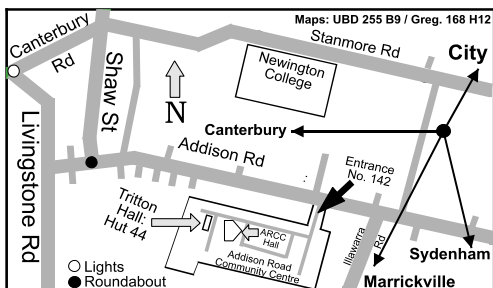 Maps: UBD 255 B9 / Greg. 168 H12
Canterbury
Rd
Stanmore Rd
City
Newington
College
Shaw St
N
Canterbury
Addison Rd
Livingstone Rd
Entrance
No. 142
Tritton
Hall:
Hut 44
ARCC
Hall
Addison Road
Community Centre
Illawarra
Rd
Sydenham
Marrickville
Lights
Roundabout